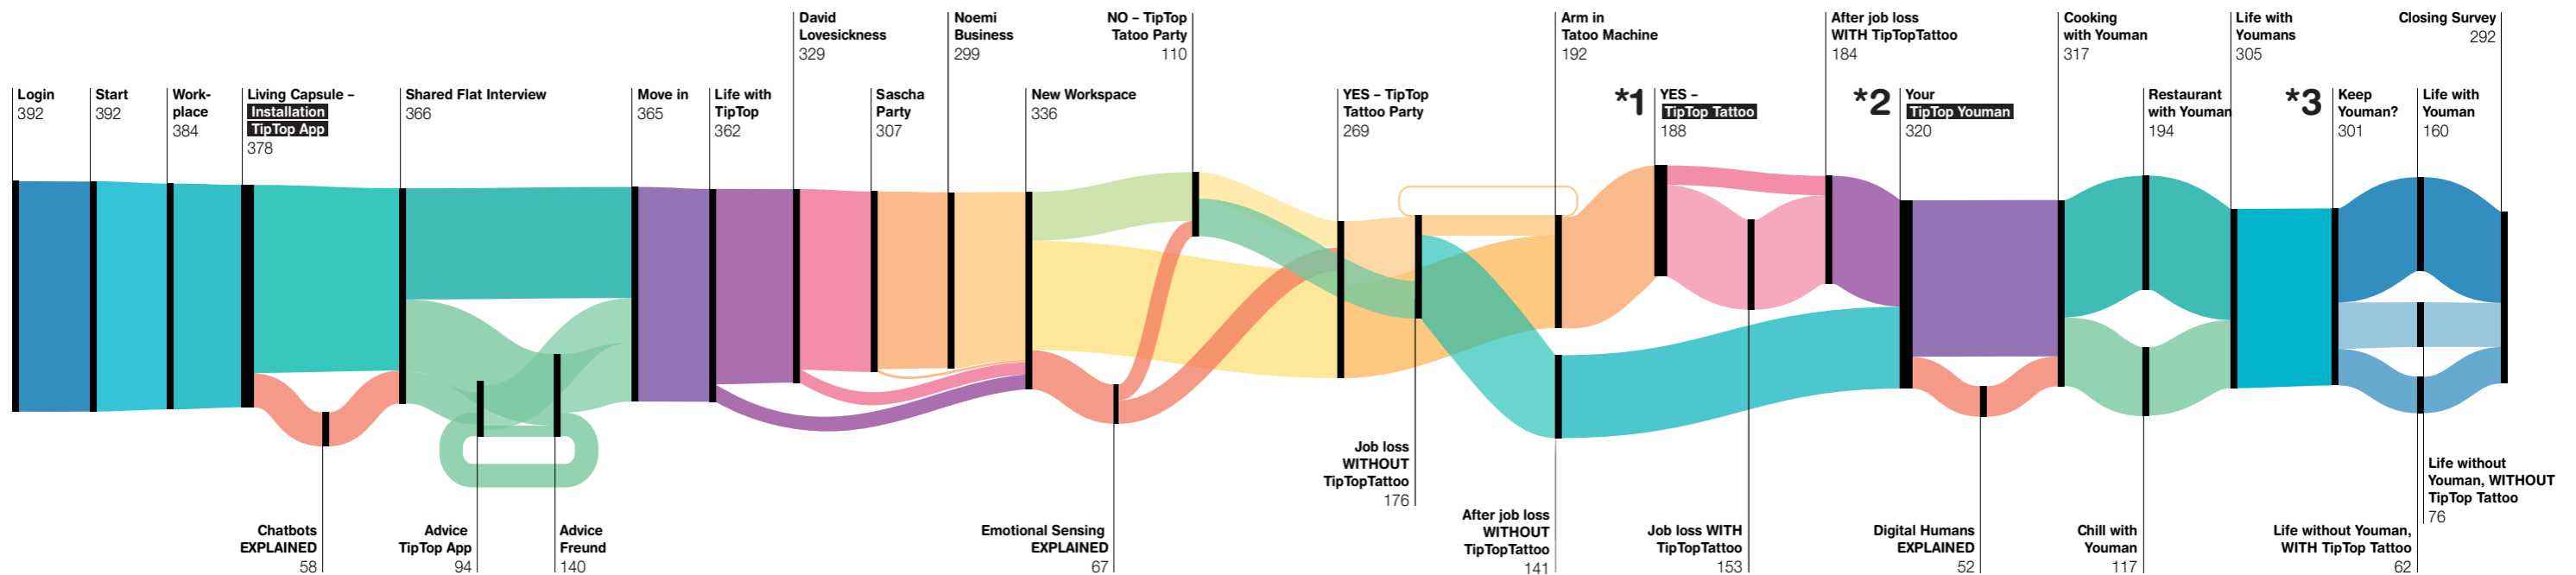 David
Lovesickness
329
Noemi
Business
299
NO – TipTop
Tatoo Party
110
Arm in
Tatoo Machine
192
After job loss
WITH TipTopTattoo
184
Cooking
with Youman
317
Life with
Youmans
305
Closing Survey
292
Login
392
Start
392
Work-
place
384
Living Capsule –
Installation
TipTop App
378
Shared Flat Interview
366
Move in
365
Life with
TipTop
362
Sascha
Party
307
New Workspace
336
YES – TipTop
Tattoo Party
269
*1
YES –
TipTop Tattoo
188
*2
Your
TipTop Youman
320
Restaurant
with Youman
194
*3
Keep
Youman?
301
Life with
Youman
160
Job loss
WITHOUT
TipTopTattoo
176
Life without
Youman, WITHOUT
TipTop Tattoo
76
Chatbots
EXPLAINED
58
Advice
TipTop App
94
Advice
Freund
140
Emotional Sensing
EXPLAINED
67
After job loss
WITHOUT
TipTopTattoo
141
Job loss WITH
TipTopTattoo
153
Digital Humans
EXPLAINED
52
Chill with
Youman
117
Life without Youman,
WITH TipTop Tattoo
62